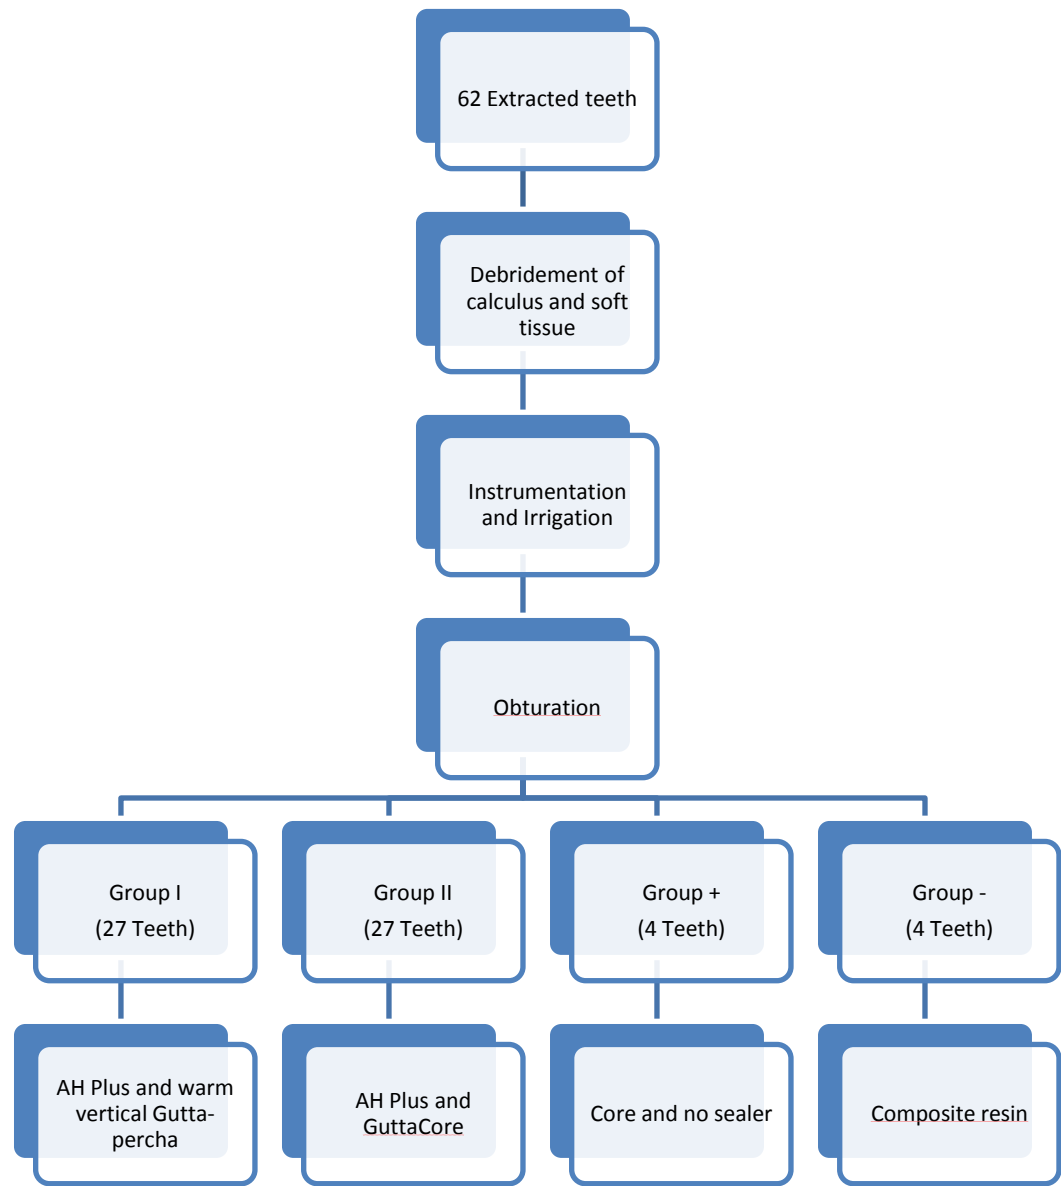 62 Extracted teeth
Debridement of
calculus and soft
tissue
Instrumentation
and Irrigation
Obturation
Group I
(27 Teeth)
Group II
(27 Teeth)
Group +
(4 Teeth)
Group -
(4 Teeth)
AH Plus and warm
vertical Gutta-
percha
AH Plus and
GuttaCore
Core and no sealer
Composite resin